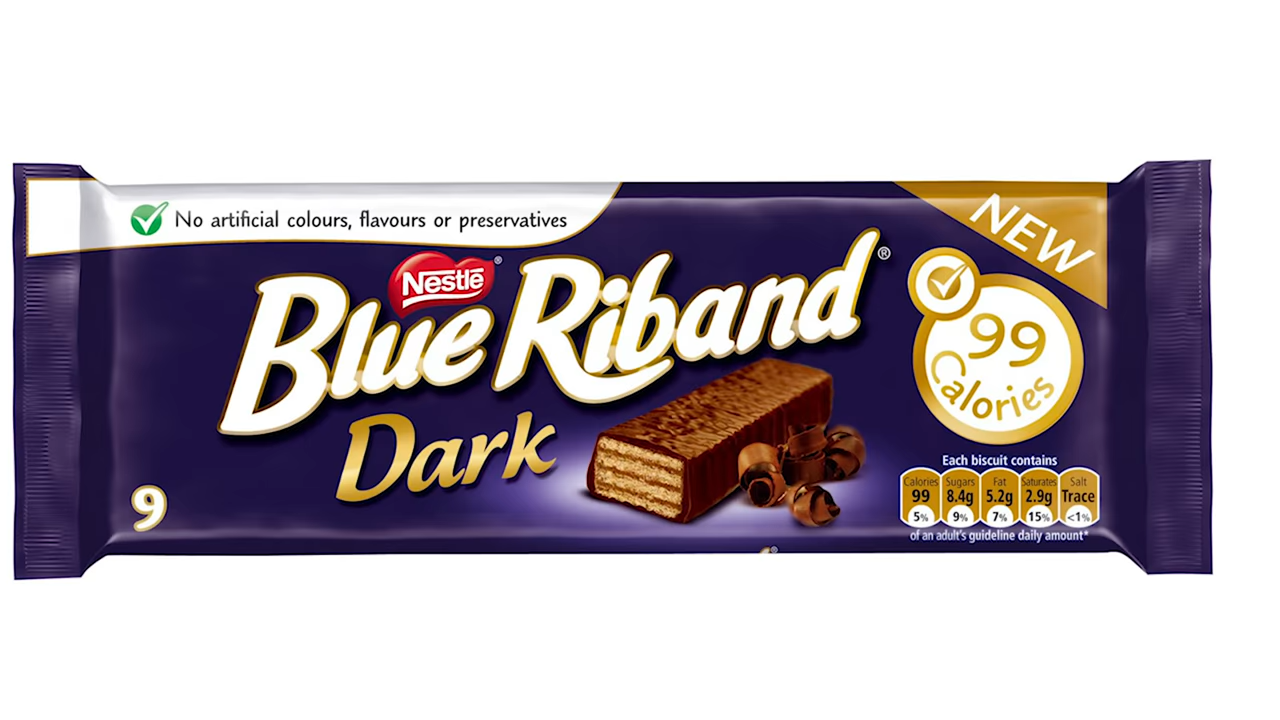 No artificial colours, flavours or preservatives
NEW
Nestlé®
Blue Riband®
Dark
9
99
Calories
Each biscuit contains
Calories Sugars Fat Saturates Salt
99 8.4g 5.2g 2.9g Trace
5% 9% 7% 15% <1%
of an adult's guideline daily amount*